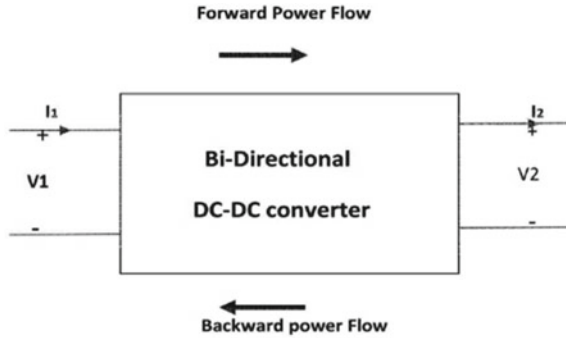 Forward Power Flow
I1
I2
+
+
Bi-Directional
V1
V2
DC-DC converter
-
-
Backward power Flow